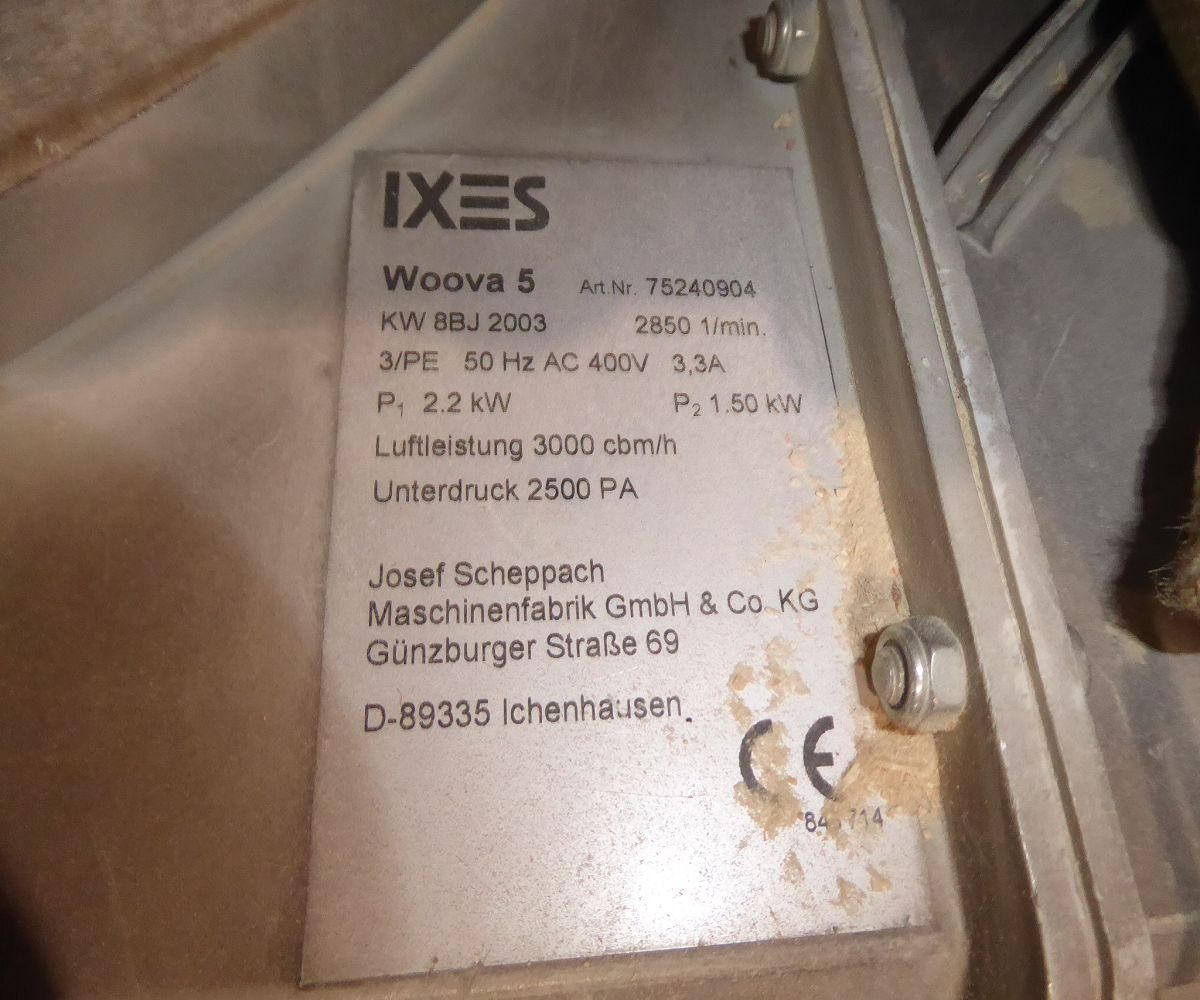 IXES
Woova 5 Art.Nr. 75240904
KW 8BJ 2003 2850 1/min.
3/PE 50 Hz AC 400V 3,3A
P₁ 2.2 kW P₂ 1.50 kW
Luftleistung 3000 cbm/h
Unterdruck 2500 PA
Josef Scheppach
Maschinenfabrik GmbH & Co. KG
Günzburger Straße 69
D-89335 Ichenhausen.
CE